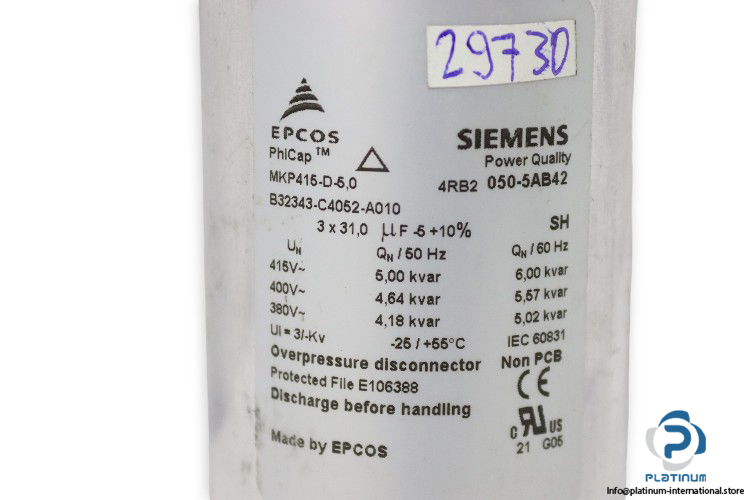 29730
EPCOS
PhiCap ™
SIEMENS
Power Quality
MKP415-D-5,0
4RB2 050-5AB42
B32343-C4052-A010
3 x 31,0 µF -5 +10%
SH
UN QN / 50 Hz QN / 60 Hz
415V~ 5,00 kvar 6,00 kvar
400V~ 4,64 kvar 5,57 kvar
380V~ 4,18 kvar 5,02 kvar
UI = 3/-Kv -25 / +55°C IEC 60831
Overpressure disconnector Non PCB
Protected File E106388
CE
Discharge before handling
c RU US
21 G05
Made by EPCOS
PLATINUM
INTERNATIONAL
Info@platinum-international.store